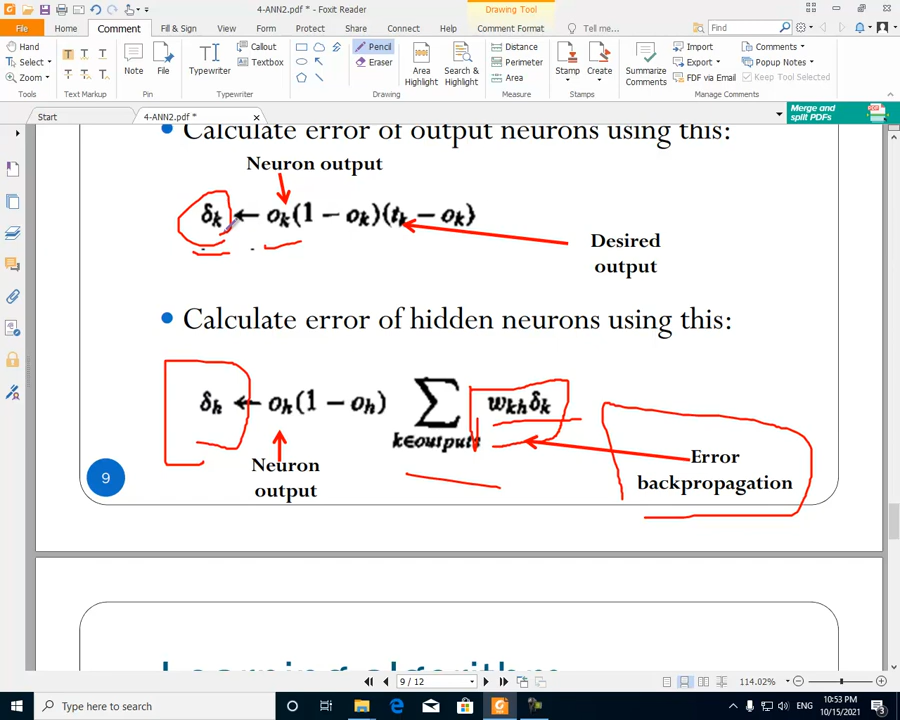 4-ANN2.pdf * - Foxit Reader
Drawing Tool
File Home Comment Fill & Sign View Form Protect Share Connect Help Comment Format Tell me... Find
Hand
Select
Zoom
Tools
T T T
T T T
Text Markup
Note
File
Pin
Typewriter
Callout
Textbox
Typewriter
Pencil
Eraser
Drawing
Area Highlight
Search & Highlight
Distance
Perimeter
Area
Measure
Stamp
Create
Stamps
Summarize Comments
Import
Export
FDF via Email
Comments
Popup Notes
Keep Tool Selected
Manage Comments
Start
4-ANN2.pdf *
Merge and
split PDFs
• Calculate error of output neurons using this:
Neuron output
δk ← ok(1 − ok)(tk − ok)
Desired
output
• Calculate error of hidden neurons using this:
δh ← oh(1 − oh) ∑ wkhδk
k∈outputs
Neuron
output
Error
backpropagation
9
Learning algorithm
9 / 12
114.02%
Type here to search
ENG
10:53 PM
10/15/2021
3